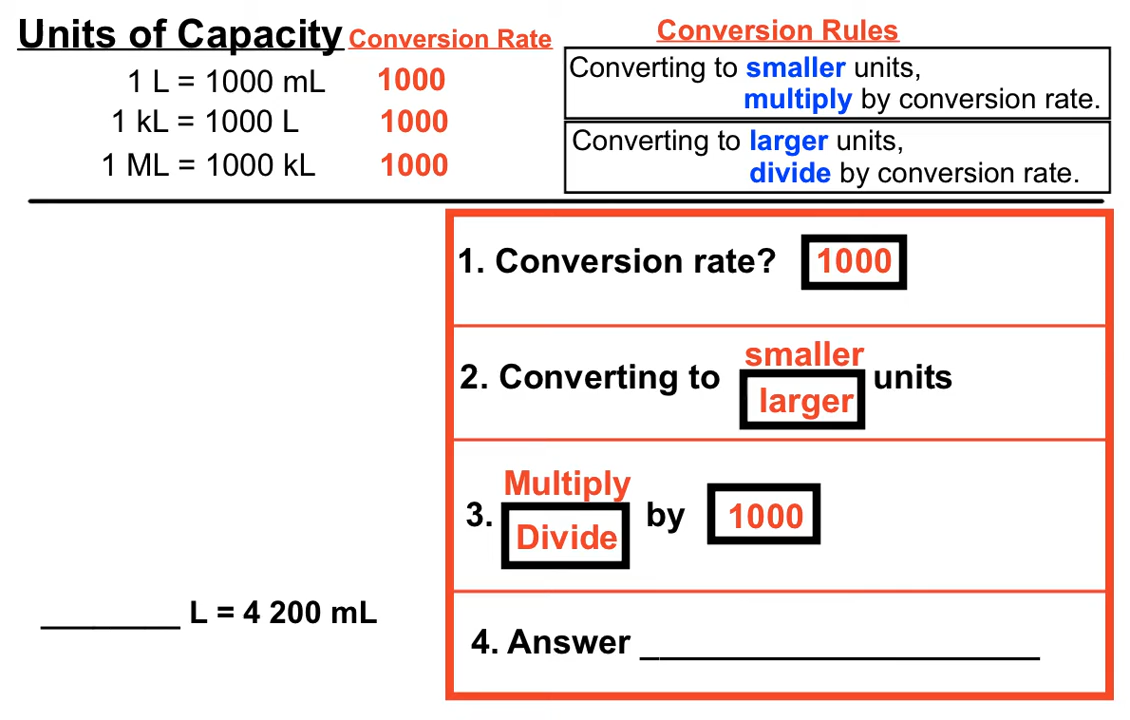 Units of Capacity Conversion Rate
1 L = 1000 mL 1000
1 kL = 1000 L 1000
1 ML = 1000 kL 1000
Conversion Rules
Converting to smaller units,
multiply by conversion rate.
Converting to larger units,
divide by conversion rate.
1. Conversion rate? 1000
smaller
2. Converting to larger units
Multiply
3. Divide by 1000
________ L = 4 200 mL
4. Answer ____________________